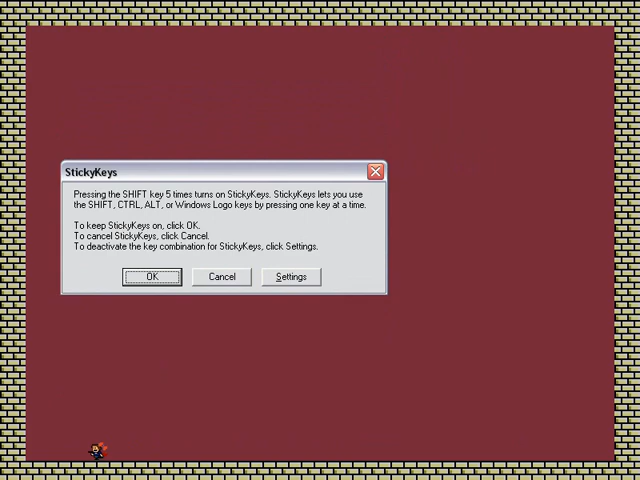 StickyKeys
Pressing the SHIFT key 5 times turns on StickyKeys. StickyKeys lets you use
the SHIFT, CTRL, ALT, or Windows Logo keys by pressing one key at a time.
To keep StickyKeys on, click OK.
To cancel StickyKeys, click Cancel.
To deactivate the key combination for StickyKeys, click Settings.
OK
Cancel
Settings